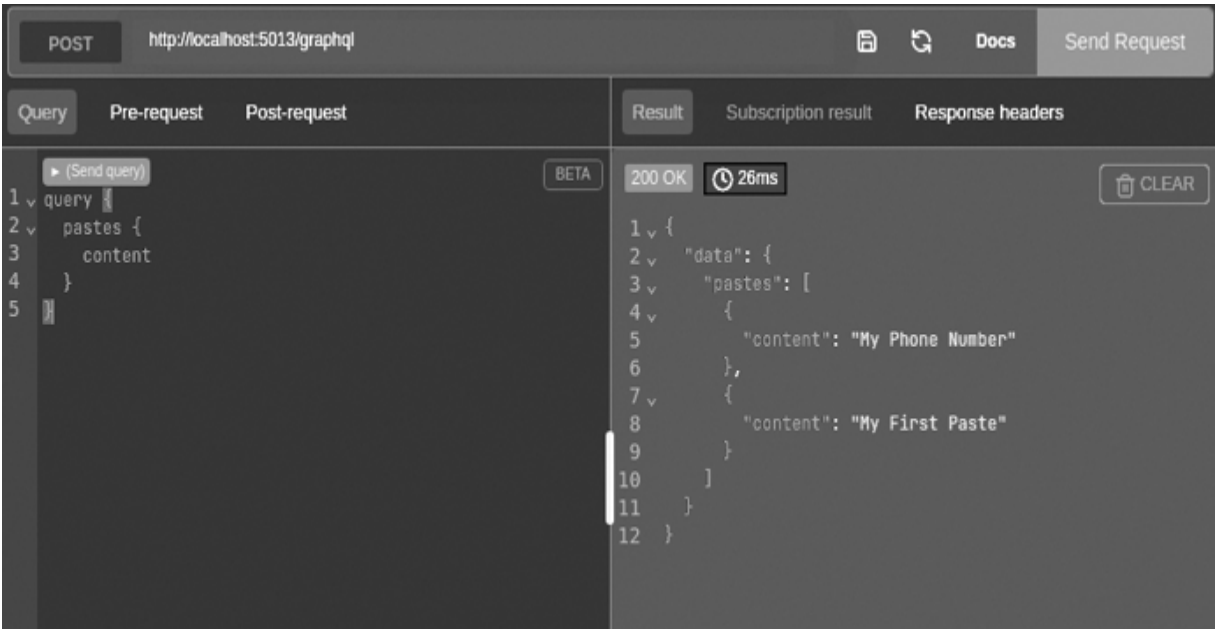 POST http://localhost:5013/graphql Docs Send Request
Query Pre-request Post-request
Result Subscription result Response headers
▸ (Send query) BETA
1 query {
2 pastes {
3 content
4 }
5 }
200 OK 26ms CLEAR
1 {
2 "data": {
3 "pastes": [
4 {
5 "content": "My Phone Number"
6 },
7 {
8 "content": "My First Paste"
9 }
10 ]
11 }
12 }